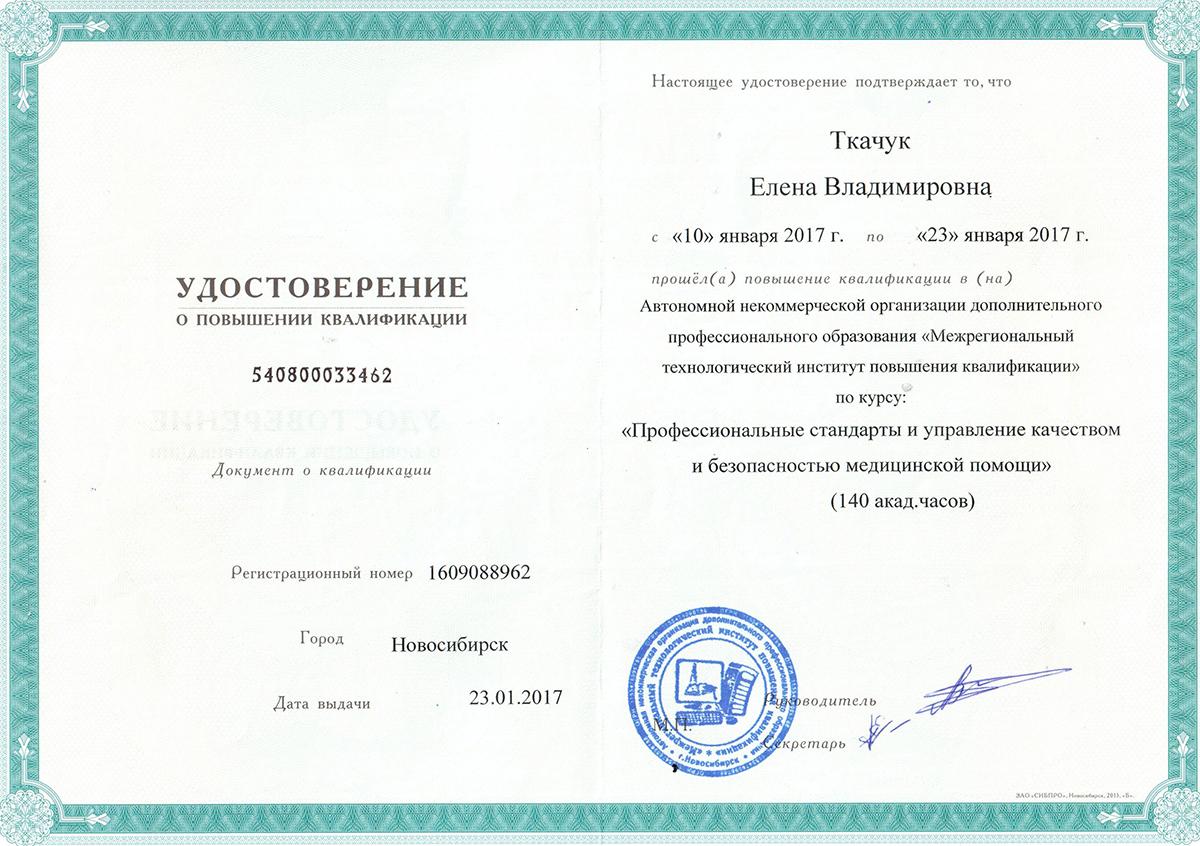 УДОСТОВЕРЕНИЕ
О ПОВЫШЕНИИ КВАЛИФИКАЦИИ
540800033462
Документ о квалификации
Регистрационный номер 1609088962
Город Новосибирск
Дата выдачи 23.01.2017
Настоящее удостоверение подтверждает то, что
Ткачук
Елена Владимировна
с «10» января 2017 г. по «23» января 2017 г.
прошёл(а) повышение квалификации в (на)
Автономной некоммерческой организации дополнительного
профессионального образования «Межрегиональный
технологический институт повышения квалификации»
по курсу:
«Профессиональные стандарты и управление качеством
и безопасностью медицинской помощи»
(140 акад.часов)
Автономная некоммерческая организация дополнительного профессионального образования
«Межрегиональный технологический институт повышения квалификации»
г.Новосибирск
М.П.
Руководитель
Секретарь
ЗАО «СИБПРО», Новосибирск, 2015, «Б».